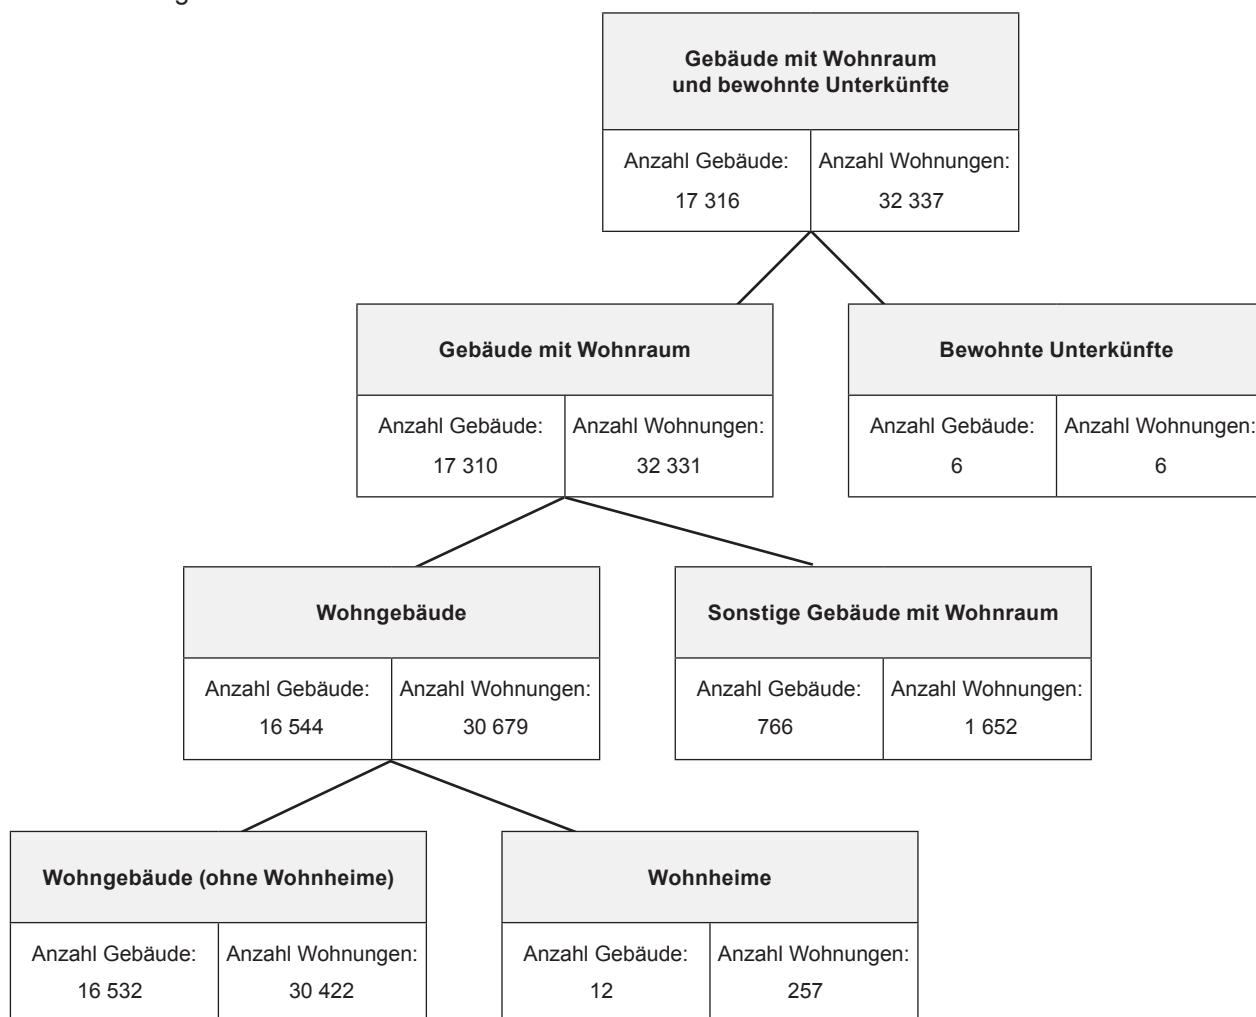 Gebäude mit Wohnraum
und bewohnte Unterkünfte
Anzahl Gebäude: Anzahl Wohnungen:
17 316 32 337
Gebäude mit Wohnraum Bewohnte Unterkünfte
Anzahl Gebäude: Anzahl Wohnungen: Anzahl Gebäude: Anzahl Wohnungen:
17 310 32 331 6 6
Wohngebäude Sonstige Gebäude mit Wohnraum
Anzahl Gebäude: Anzahl Wohnungen: Anzahl Gebäude: Anzahl Wohnungen:
16 544 30 679 766 1 652
Wohngebäude (ohne Wohnheime) Wohnheime
Anzahl Gebäude: Anzahl Wohnungen: Anzahl Gebäude: Anzahl Wohnungen:
16 532 30 422 12 257